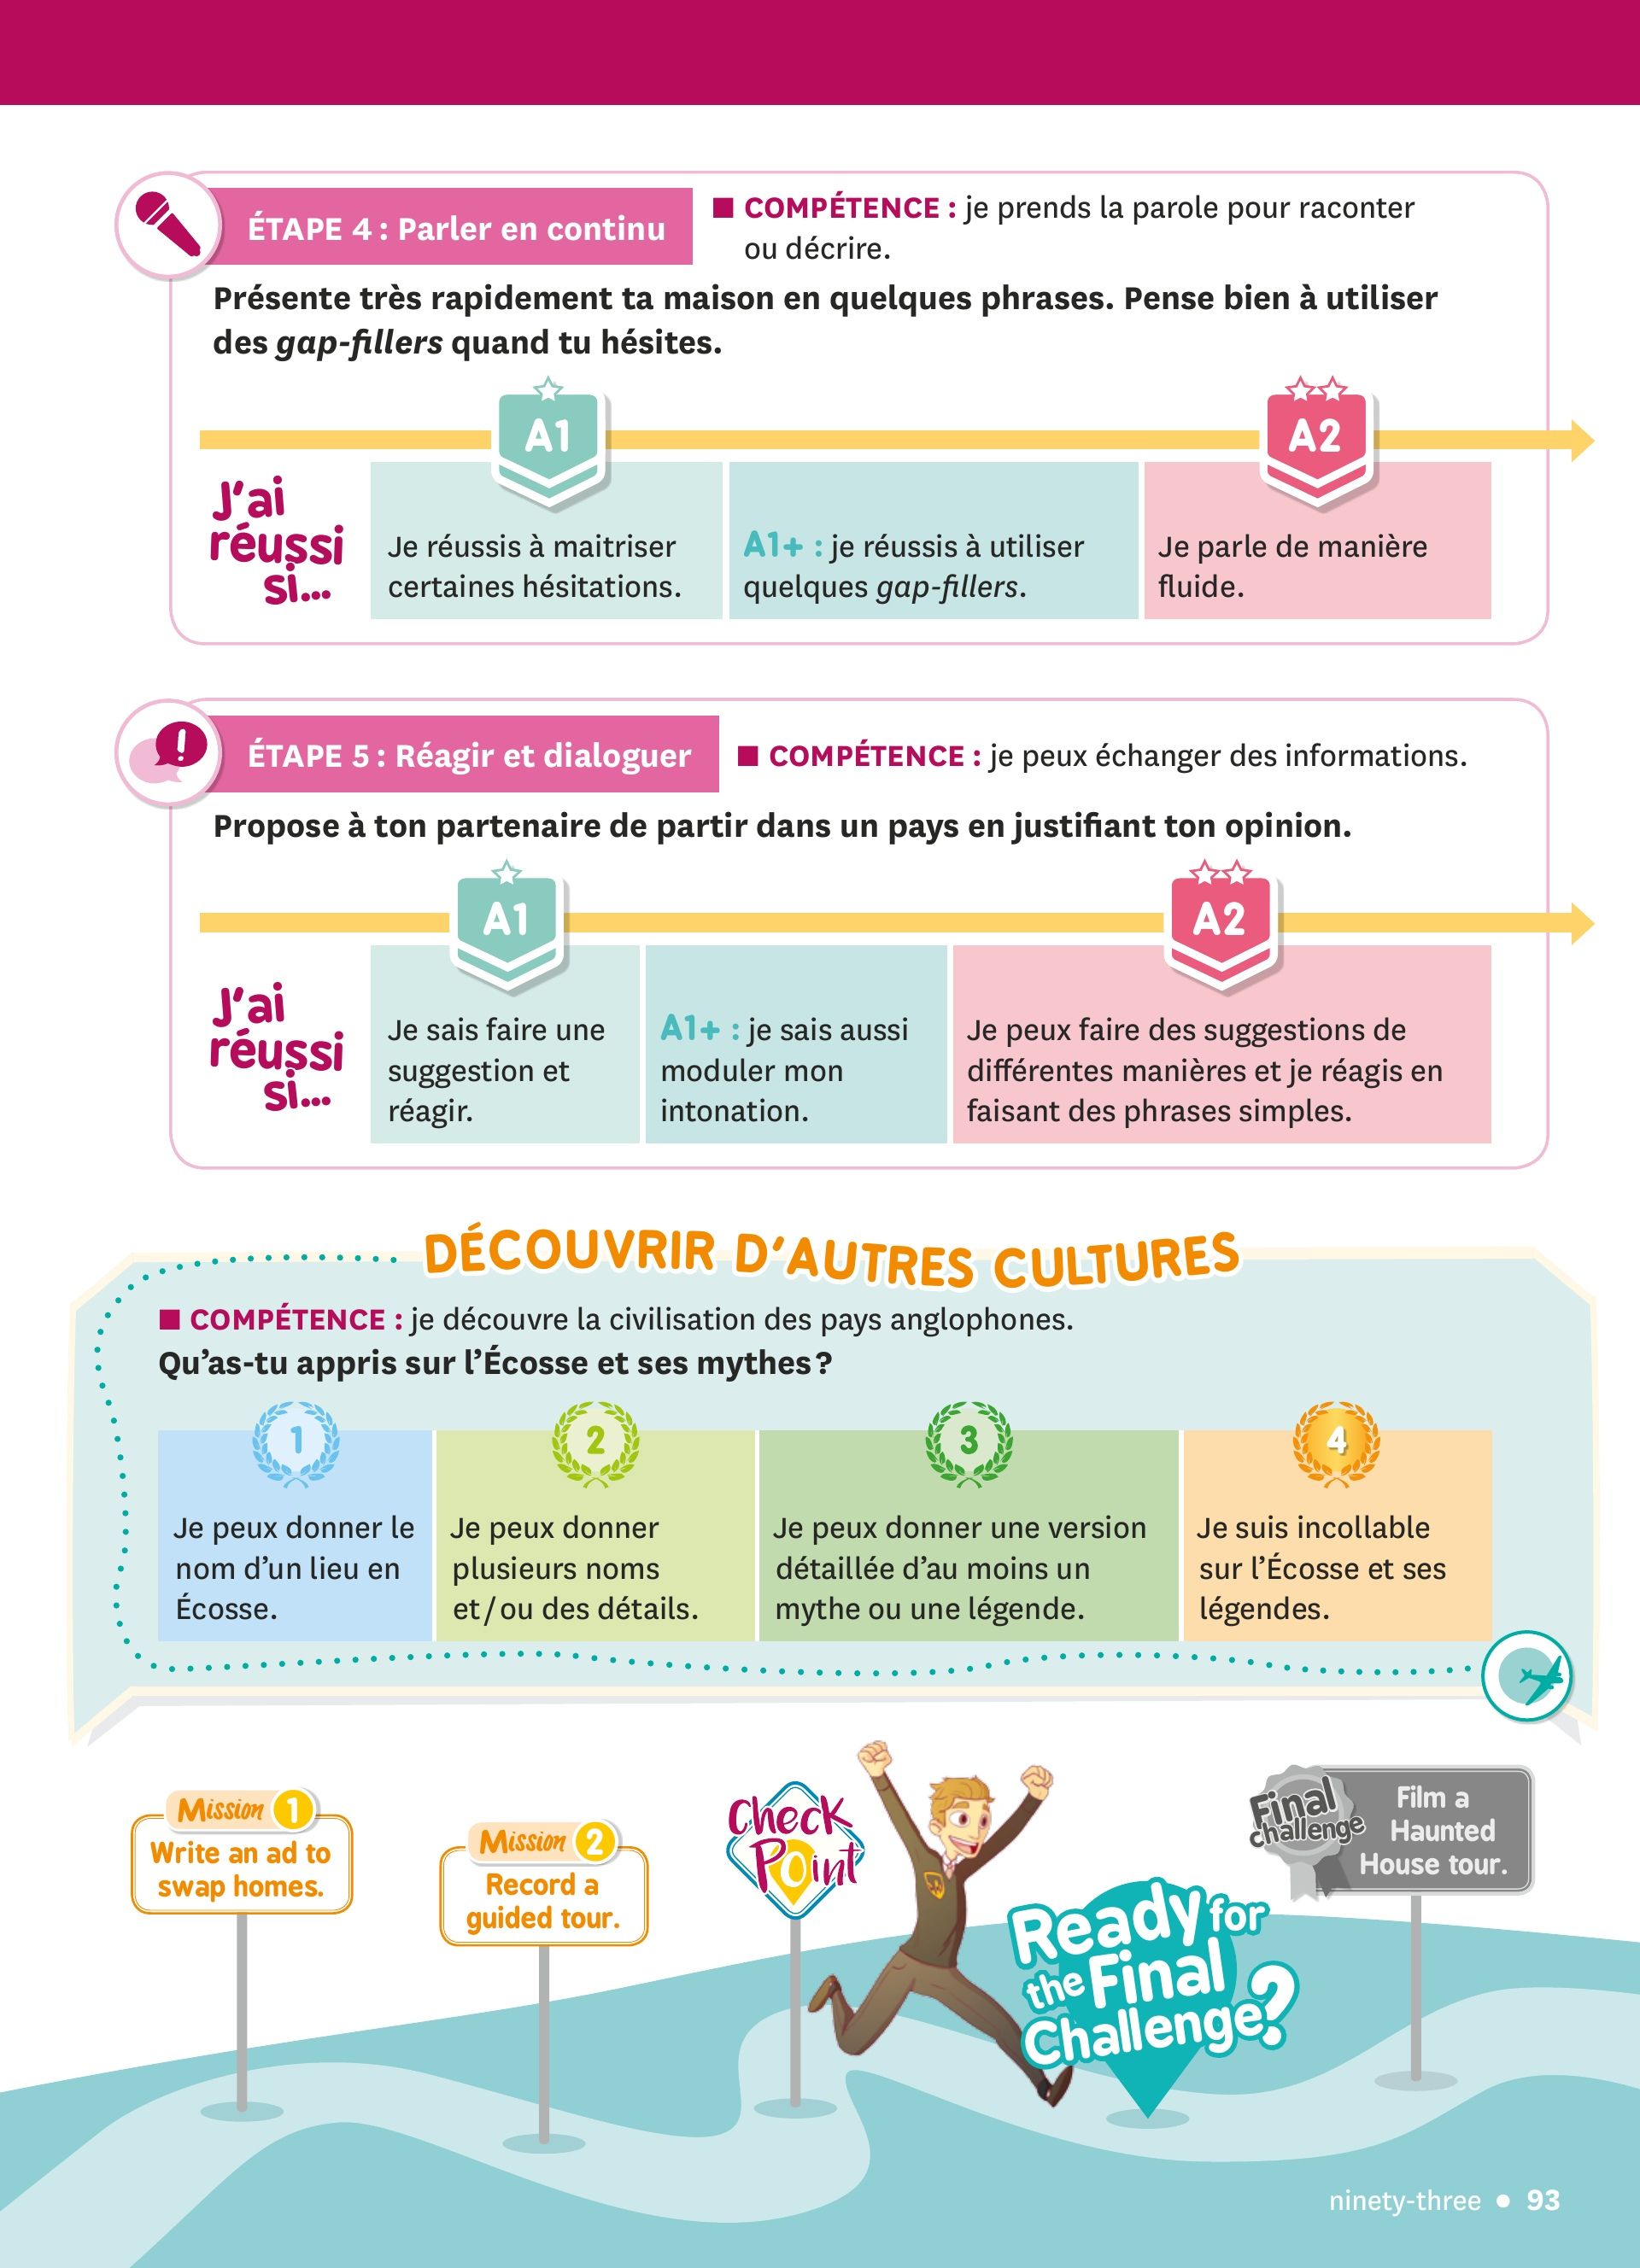 ÉTAPE 4 : Parler en continu
■ COMPÉTENCE : je prends la parole pour raconter
ou décrire.
Présente très rapidement ta maison en quelques phrases. Pense bien à utiliser
des gap-fillers quand tu hésites.
A1
A2
J'ai
réussi
si...
Je réussis à maitriser
certaines hésitations.
A1+ : je réussis à utiliser
quelques gap-fillers.
Je parle de manière
fluide.
ÉTAPE 5 : Réagir et dialoguer
■ COMPÉTENCE : je peux échanger des informations.
Propose à ton partenaire de partir dans un pays en justifiant ton opinion.
A1
A2
J'ai
réussi
si...
Je sais faire une
suggestion et
réagir.
A1+ : je sais aussi
moduler mon
intonation.
Je peux faire des suggestions de
différentes manières et je réagis en
faisant des phrases simples.
DÉCOUVRIR D'AUTRES CULTURES
■ COMPÉTENCE : je découvre la civilisation des pays anglophones.
Qu'as-tu appris sur l'Écosse et ses mythes ?
1
Je peux donner le
nom d'un lieu en
Écosse.
2
Je peux donner
plusieurs noms
et / ou des détails.
3
Je peux donner une version
détaillée d'au moins un
mythe ou une légende.
4
Je suis incollable
sur l'Écosse et ses
légendes.
Mission 1
Write an ad to
swap homes.
Mission 2
Record a
guided tour.
Check
Point
Ready for
the Final
Challenge?
Final
challenge
Film a
Haunted
House tour.
ninety-three • 93